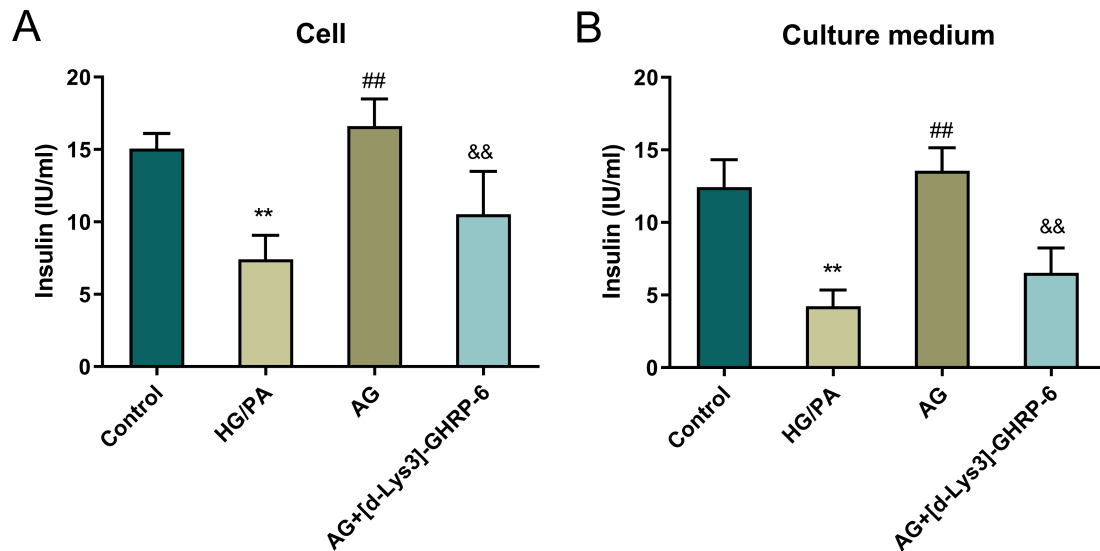 A
Cell
Insulin (IU/ml)
20
15
10
5
0
**
##
&&
Control
HG/PA
AG
AG+[d-Lys3]-GHRP-6
B
Culture medium
Insulin (IU/ml)
20
15
10
5
0
**
##
&&
Control
HG/PA
AG
AG+[d-Lys3]-GHRP-6